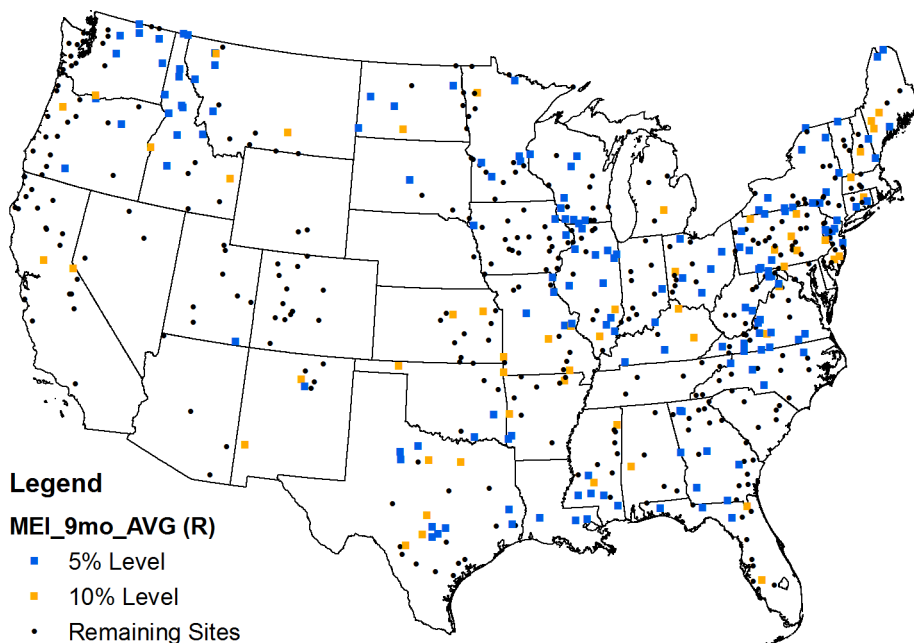 Legend
MEI_9mo_AVG (R)
5% Level
10% Level
Remaining Sites